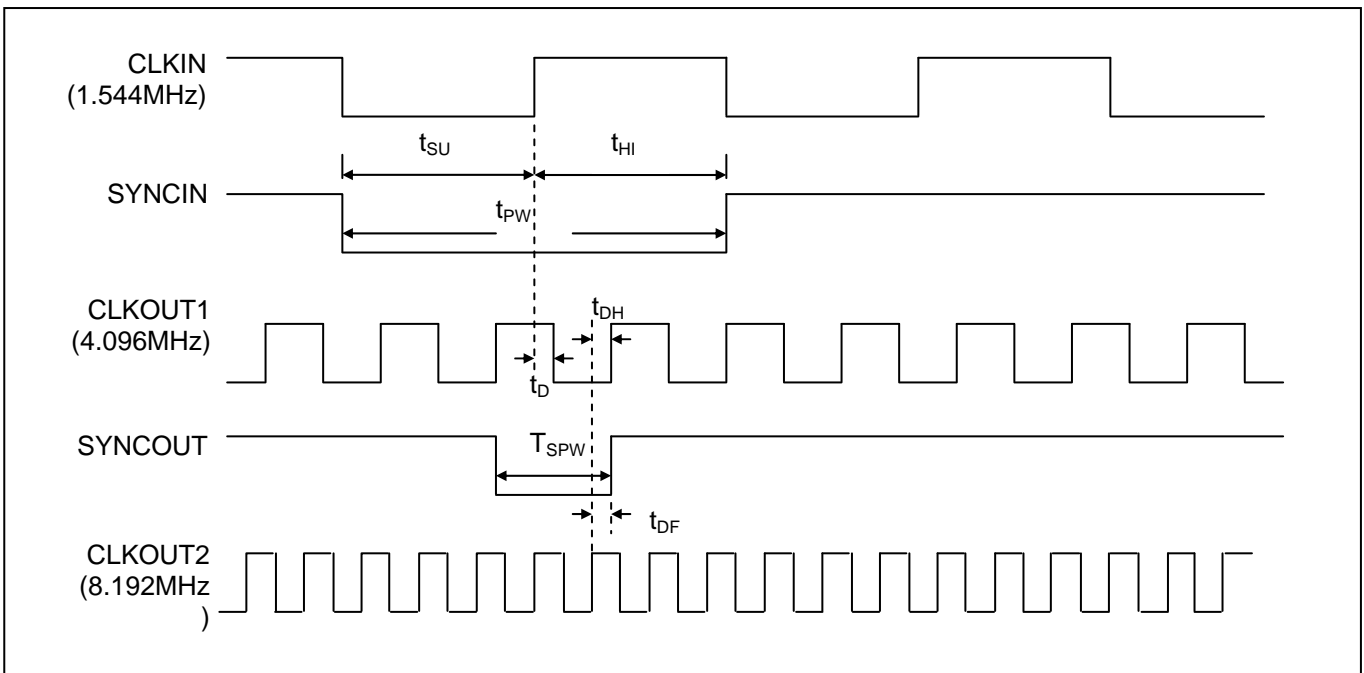 CLKIN
(1.544MHz)
tSU
tHI
SYNCIN
tPW
CLKOUT1
(4.096MHz)
tDH
tD
SYNCOUT
TSPW
tDF
CLKOUT2
(8.192MHz
)